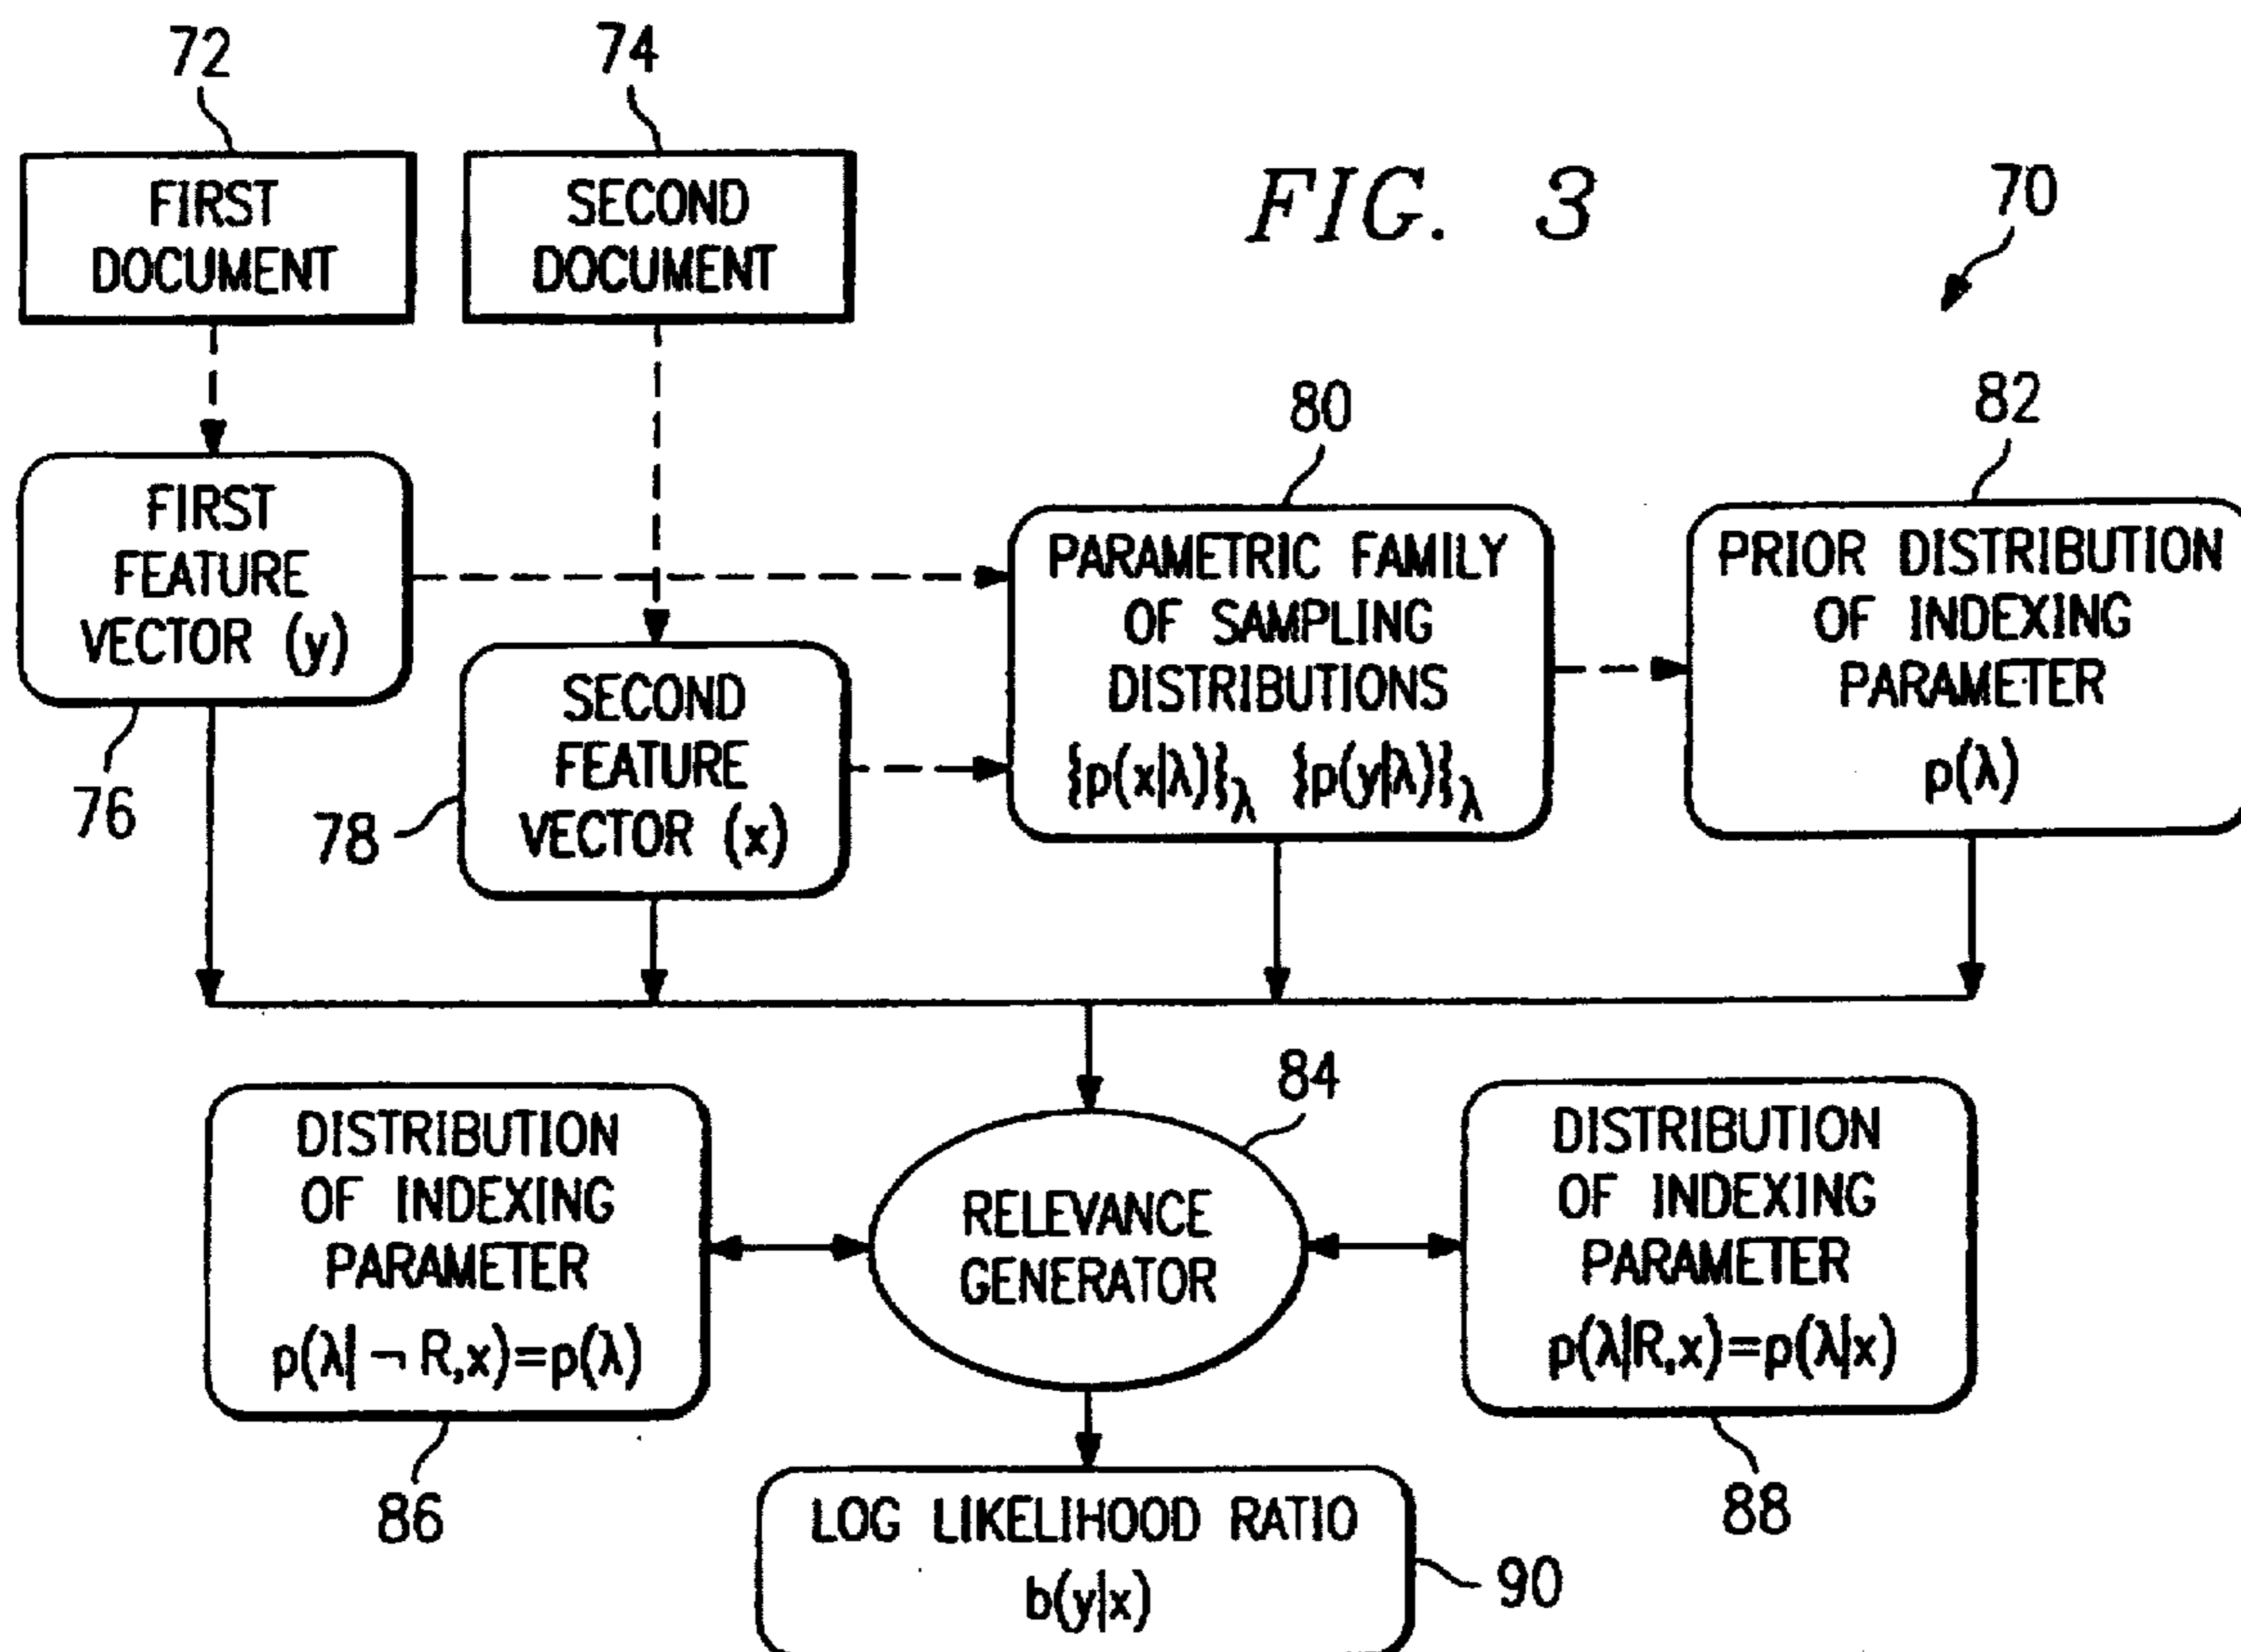 72
74
FIRST
DOCUMENT
SECOND
DOCUMENT
FIG. 3
70
FIRST
FEATURE
VECTOR (y)
76
SECOND
FEATURE
VECTOR (x)
78
80
PARAMETRIC FAMILY
OF SAMPLING
DISTRIBUTIONS
{p(x|λ)}λ {p(y|λ)}λ
82
PRIOR DISTRIBUTION
OF INDEXING
PARAMETER
p(λ)
84
DISTRIBUTION
OF INDEXING
PARAMETER
p(λ|¬ R,x)=p(λ)
86
RELEVANCE
GENERATOR
DISTRIBUTION
OF INDEXING
PARAMETER
p(λ|R,x)=p(λ|x)
88
LOG LIKELIHOOD RATIO
b(y|x)
90